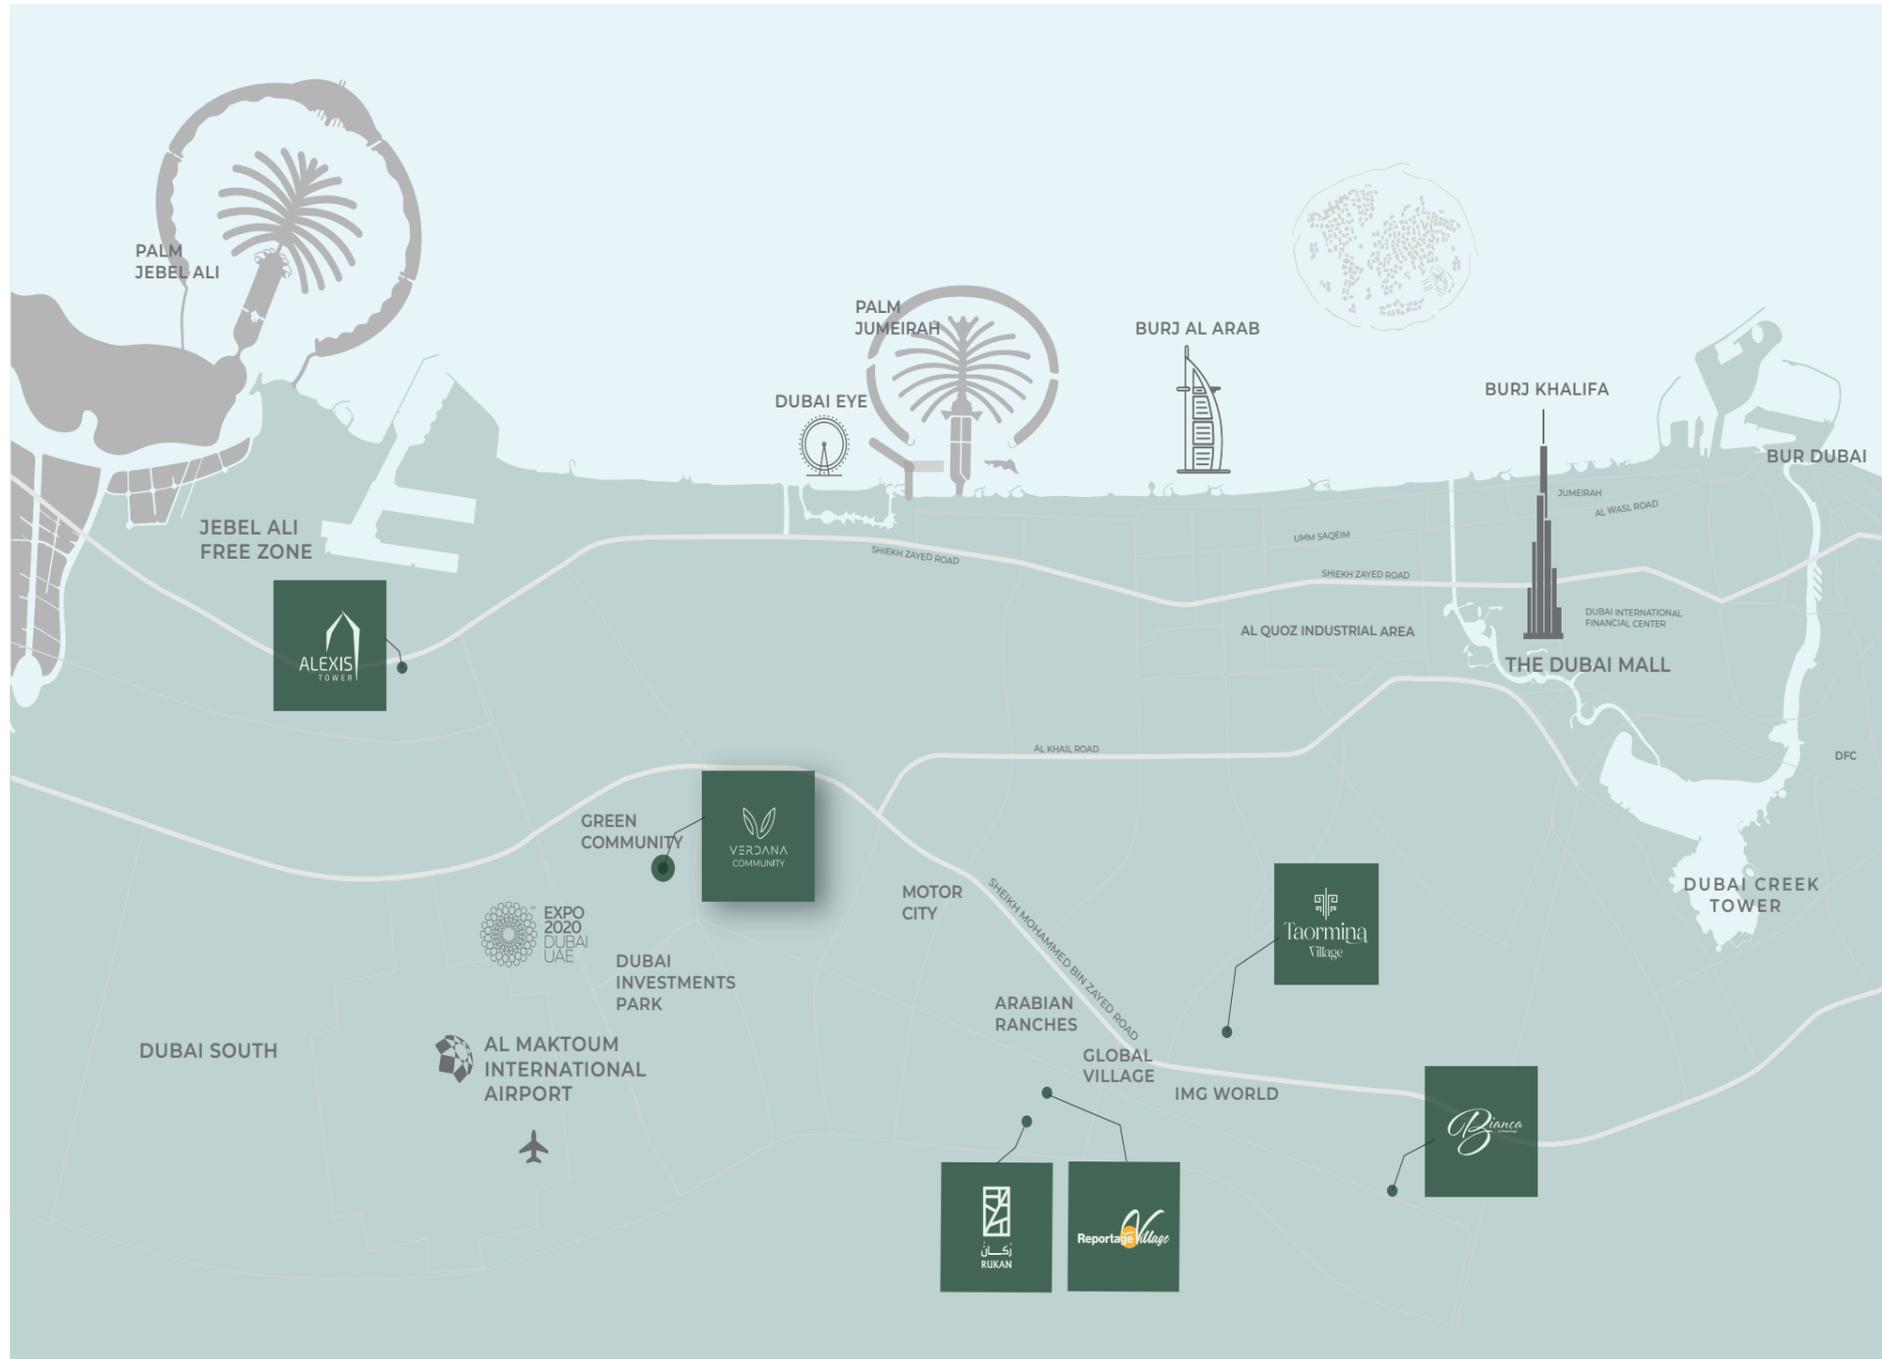 PALM
JEBEL ALI
PALM
JUMEIRAH
BURJ AL ARAB
DUBAI EYE
BURJ KHALIFA
BUR DUBAI
JUMEIRAH
AL WASL ROAD
JEBEL ALI
FREE ZONE
UMM SAQEIM
SHIEKH ZAYED ROAD
SHIEKH ZAYED ROAD
DUBAI INTERNATIONAL
FINANCIAL CENTER
AL QUOZ INDUSTRIAL AREA
THE DUBAI MALL
ALEXIS
TOWER
AL KHAIL ROAD
DFC
GREEN
COMMUNITY
VERDANA
COMMUNITY
MOTOR
CITY
SHEIKH MOHAMMED BIN ZAYED ROAD
DUBAI CREEK
TOWER
EXPO
2020
DUBAI
UAE
Taormina
Village
DUBAI
INVESTMENTS
PARK
ARABIAN
RANCHES
DUBAI SOUTH
AL MAKTOUM
INTERNATIONAL
AIRPORT
GLOBAL
VILLAGE
IMG WORLD
Bianca
ركان
RUKAN
Reportage Village